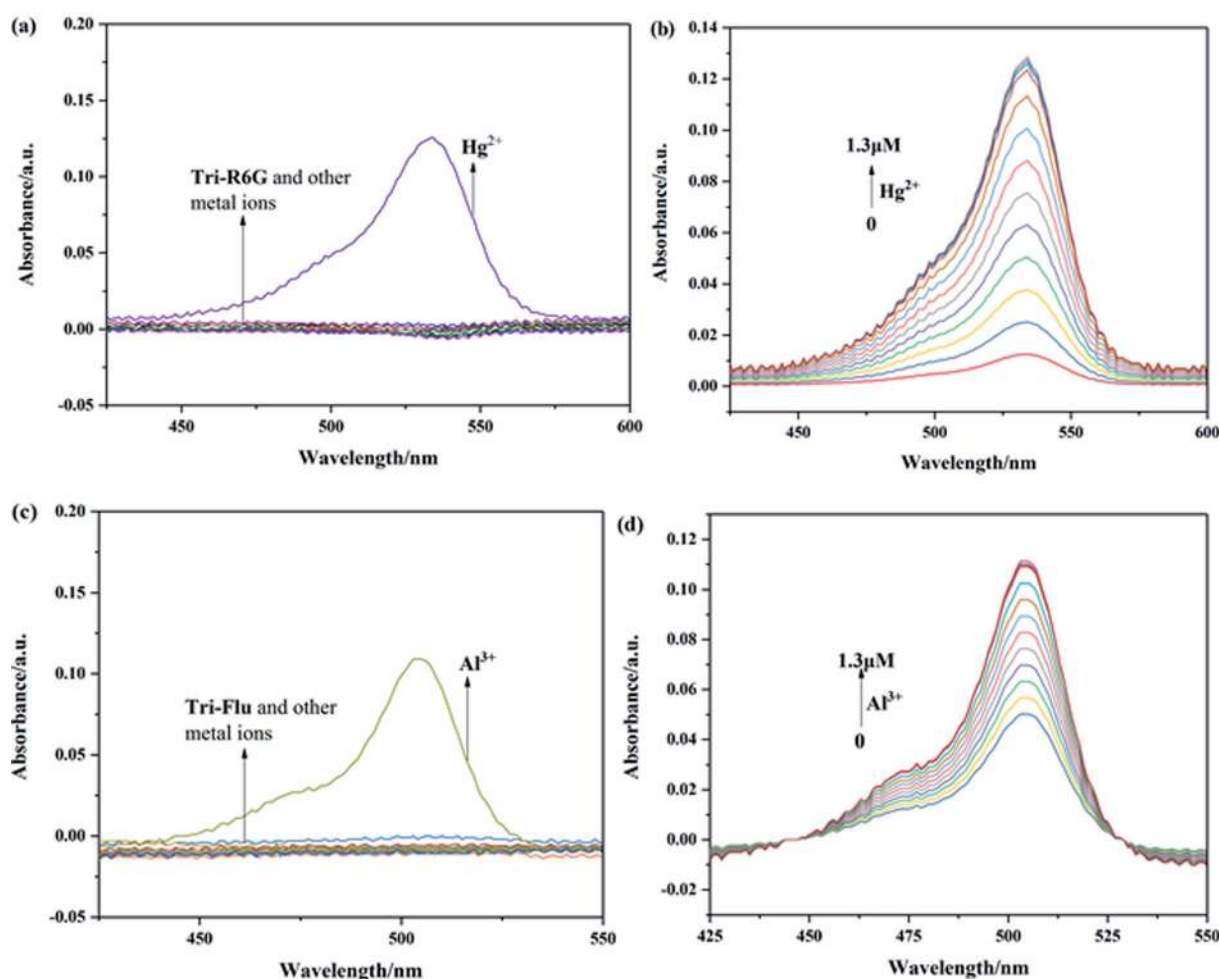 (a)
0.20
0.15
0.10
0.05
0.00
-0.05
Absorbance/a.u.
Tri-R6G and other
metal ions
Hg²⁺
450
500
550
600
Wavelength/nm
(b)
0.14
0.12
0.10
0.08
0.06
0.04
0.02
0.00
Absorbance/a.u.
1.3μM
Hg²⁺
0
450
500
550
600
Wavelength/nm
(c)
0.20
0.15
0.10
0.05
0.00
-0.05
Absorbance/a.u.
Tri-Flu and other
metal ions
Al³⁺
450
500
550
Wavelength/nm
(d)
0.12
0.10
0.08
0.06
0.04
0.02
0.00
-0.02
Absorbance/a.u.
1.3μM
Al³⁺
0
425
450
475
500
525
550
Wavelength/nm